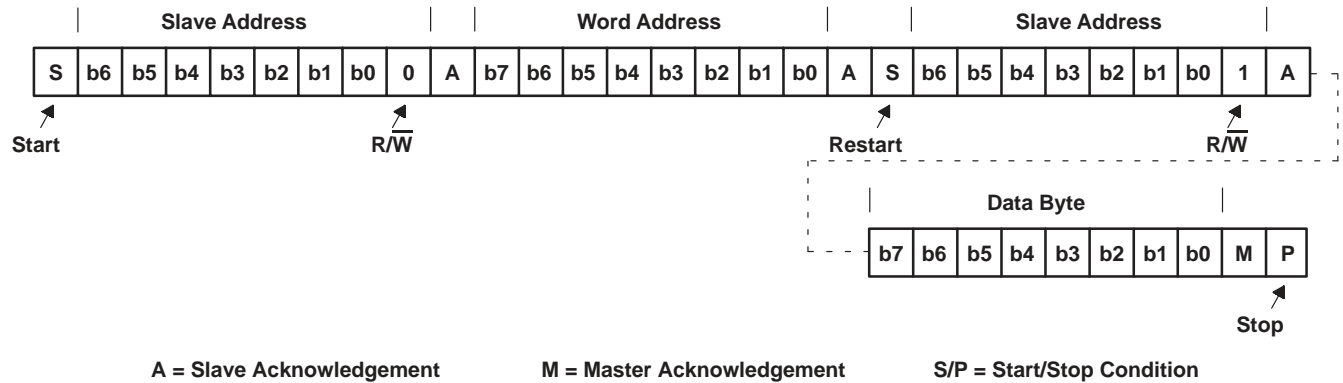 Slave Address Word Address Slave Address
S b6 b5 b4 b3 b2 b1 b0 0 A b7 b6 b5 b4 b3 b2 b1 b0 A S b6 b5 b4 b3 b2 b1 b0 1 A
Start R/W̅ Restart R/W̅
Data Byte
b7 b6 b5 b4 b3 b2 b1 b0 M P
Stop
A = Slave Acknowledgement M = Master Acknowledgement S/P = Start/Stop Condition